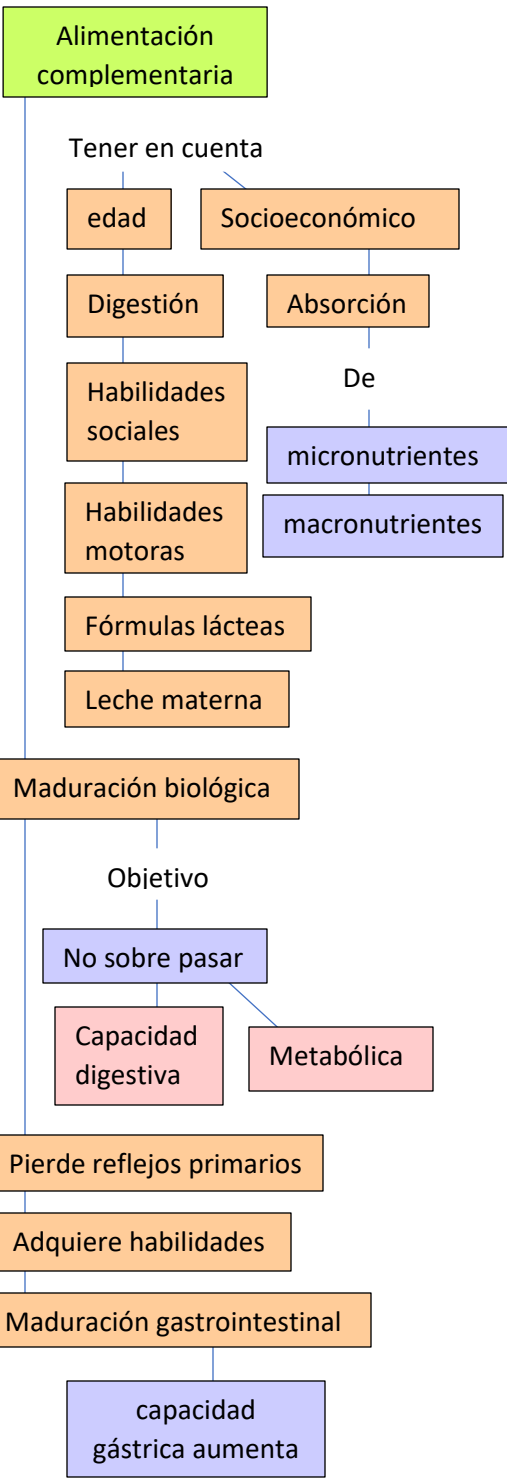 Alimentación
complementaria
Tener en cuenta
edad
Socioeconómico
Digestión
Absorción
Habilidades
sociales
De
micronutrientes
Habilidades
motoras
macronutrientes
Fórmulas lácteas
Leche materna
Maduración biológica
Objetivo
No sobre pasar
Capacidad
digestiva
Metabólica
Pierde reflejos primarios
Adquiere habilidades
Maduración gastrointestinal
capacidad
gástrica aumenta